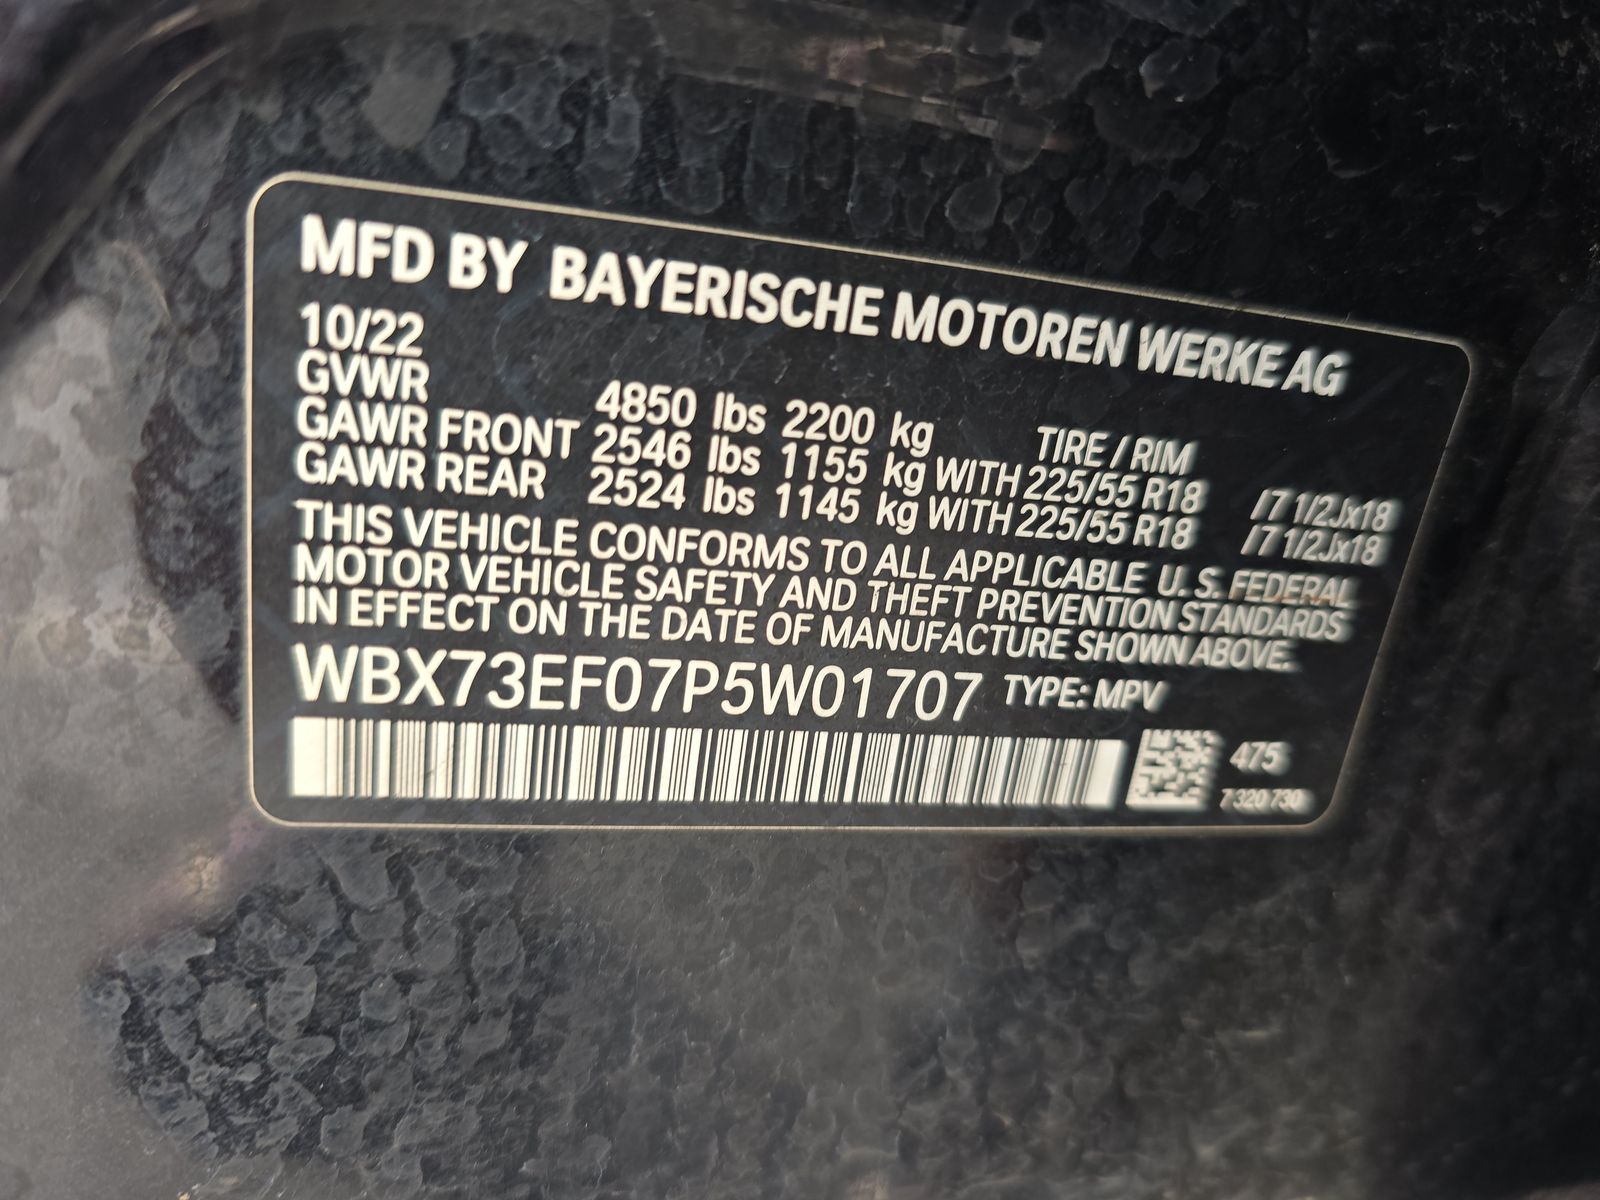 MFD BY BAYERISCHE MOTOREN WERKE AG
10/22
GVWR 4850 lbs 2200 kg TIRE / RIM
GAWR FRONT 2546 lbs 1155 kg WITH 225/55 R18 /7 1/2Jx18
GAWR REAR 2524 lbs 1145 kg WITH 225/55 R18 /7 1/2Jx18
THIS VEHICLE CONFORMS TO ALL APPLICABLE U.S. FEDERAL
MOTOR VEHICLE SAFETY AND THEFT PREVENTION STANDARDS
IN EFFECT ON THE DATE OF MANUFACTURE SHOWN ABOVE.
WBX73EF07P5W01707 TYPE: MPV
475
7 320 730